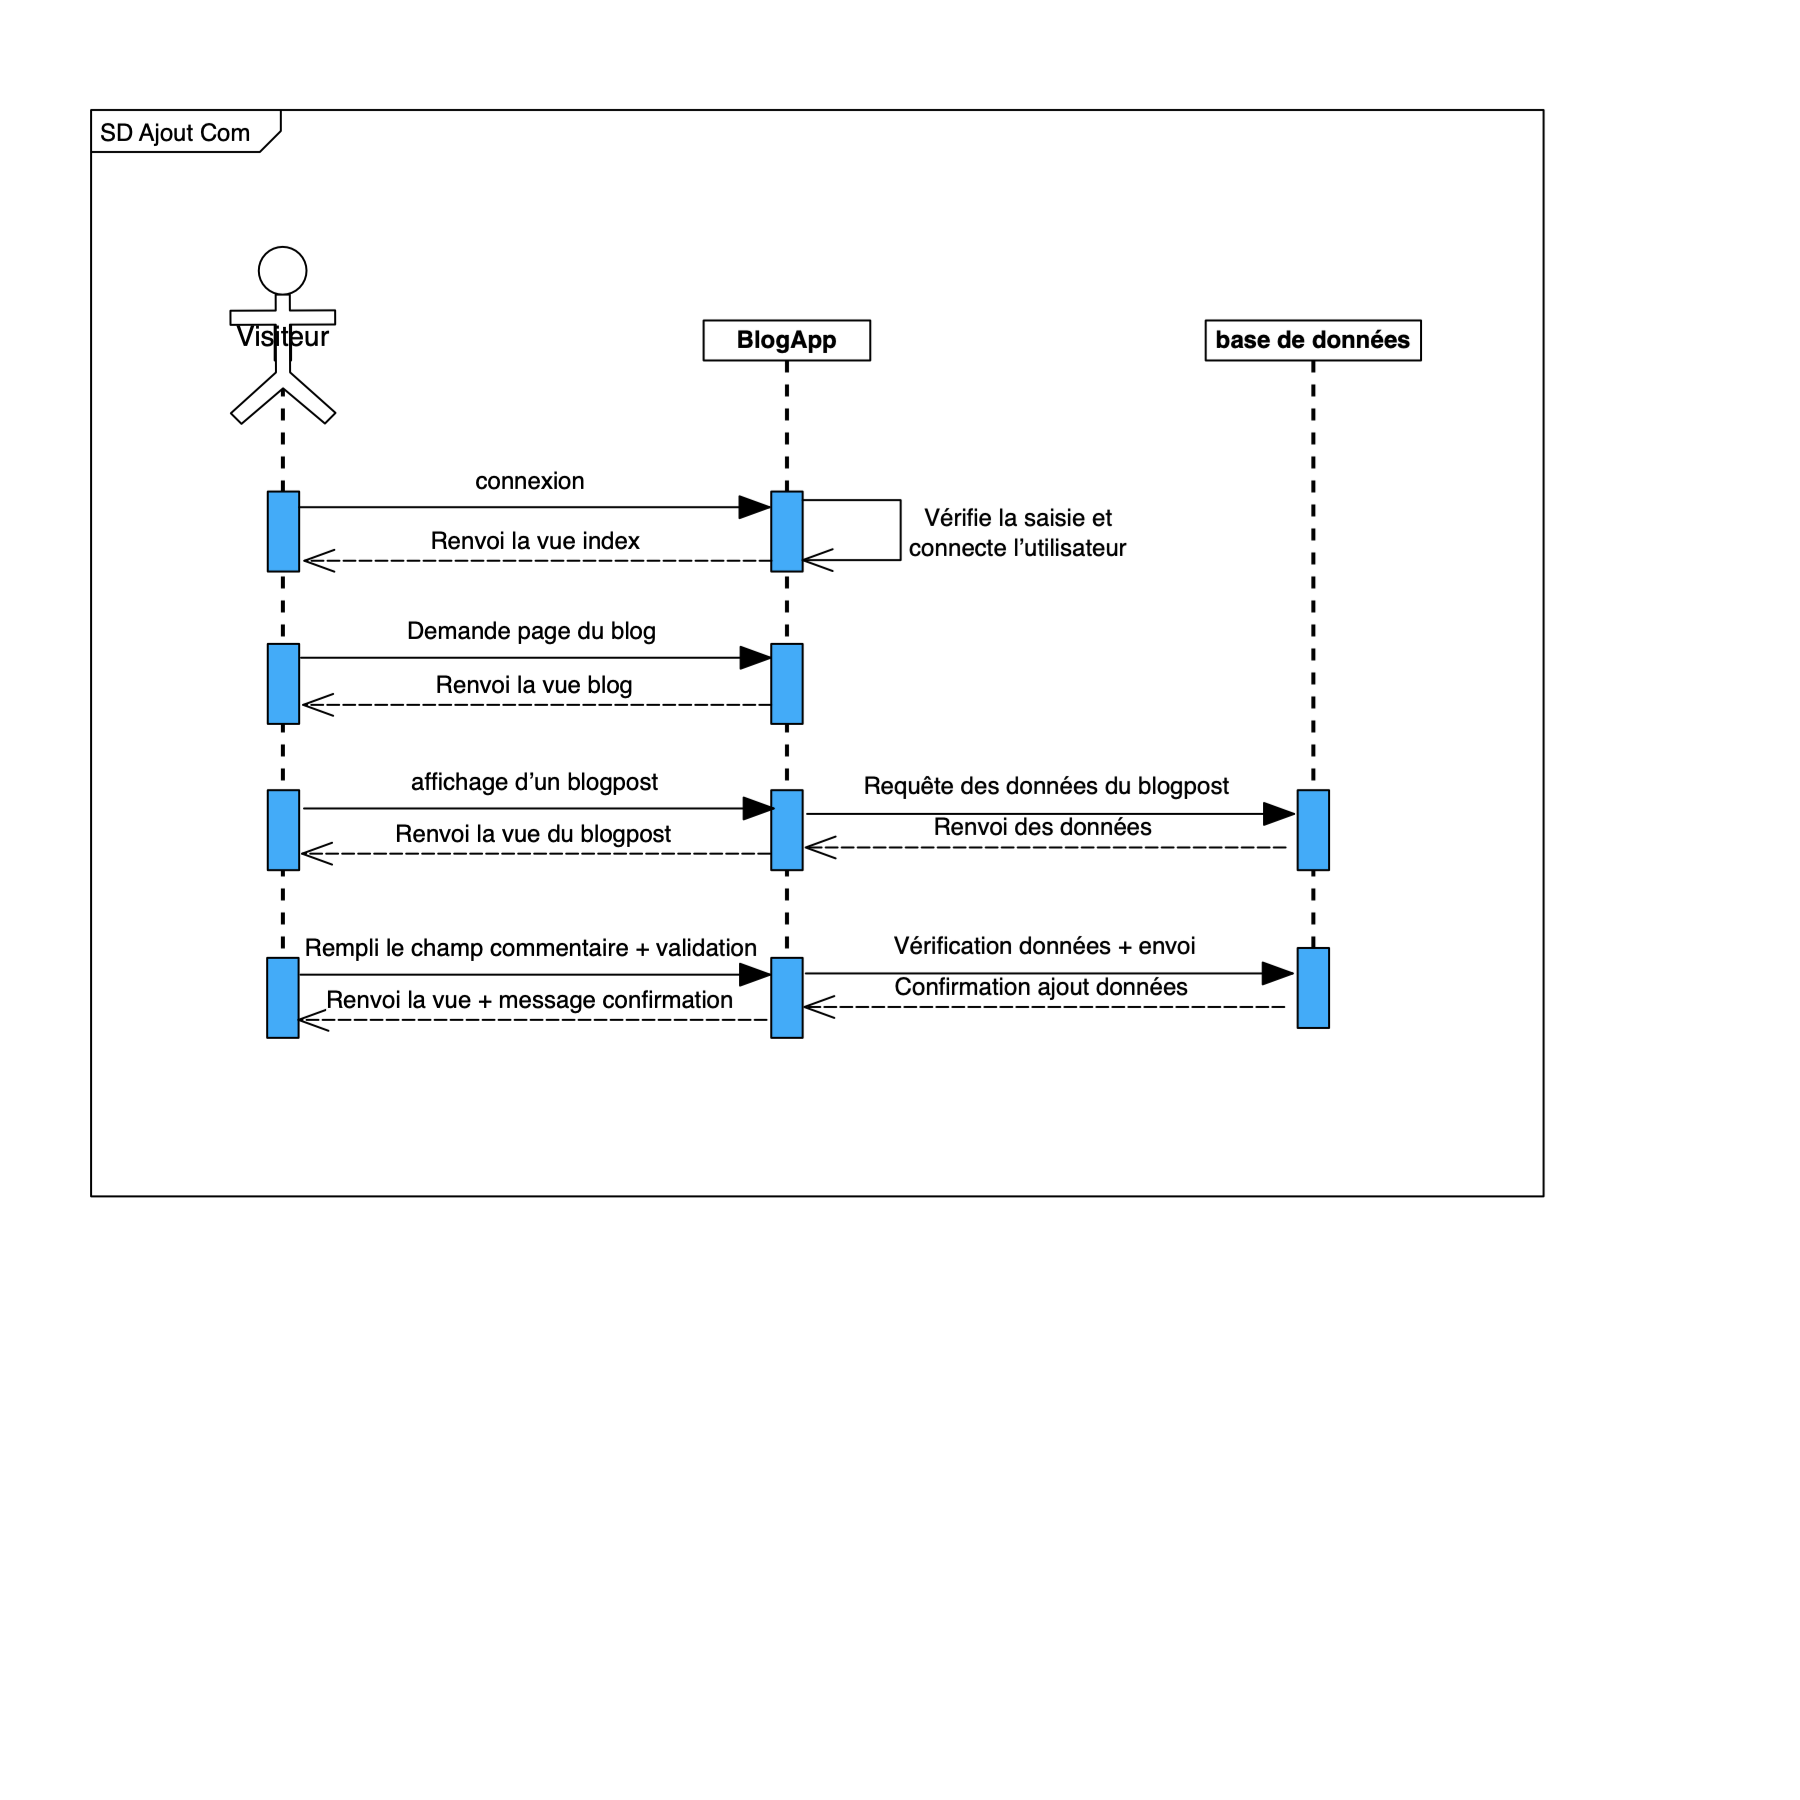 SD Ajout Com
Visiteur
BlogApp
base de données
connexion
Vérifie la saisie et
connecte l’utilisateur
Renvoi la vue index
Demande page du blog
Renvoi la vue blog
affichage d’un blogpost
Requête des données du blogpost
Renvoi des données
Renvoi la vue du blogpost
Rempli le champ commentaire + validation
Vérification données + envoi
Confirmation ajout données
Renvoi la vue + message confirmation